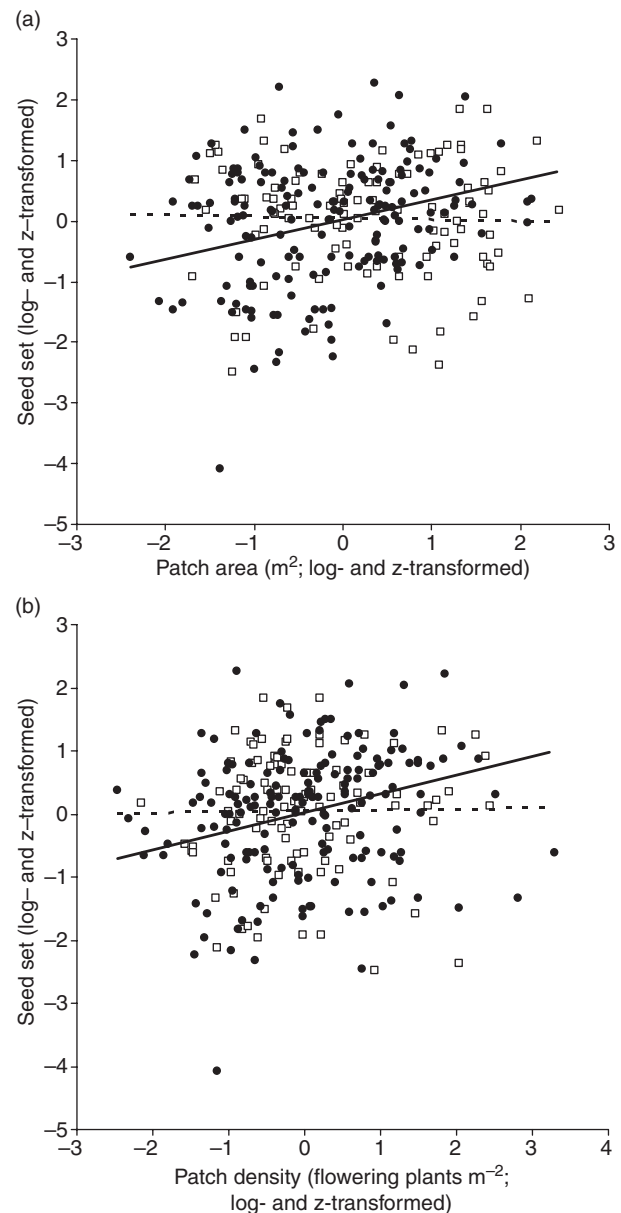 (a)
3
2
1
0
–1
–2
–3
–4
–5
Seed set (log– and z–transformed)
–3 –2 –1 0 1 2 3
Patch area (m²; log- and z-transformed)
(b)
3
2
1
0
–1
–2
–3
–4
–5
Seed set (log– and z–transformed)
–3 –2 –1 0 1 2 3 4
Patch density (flowering plants m⁻²;
log- and z-transformed)